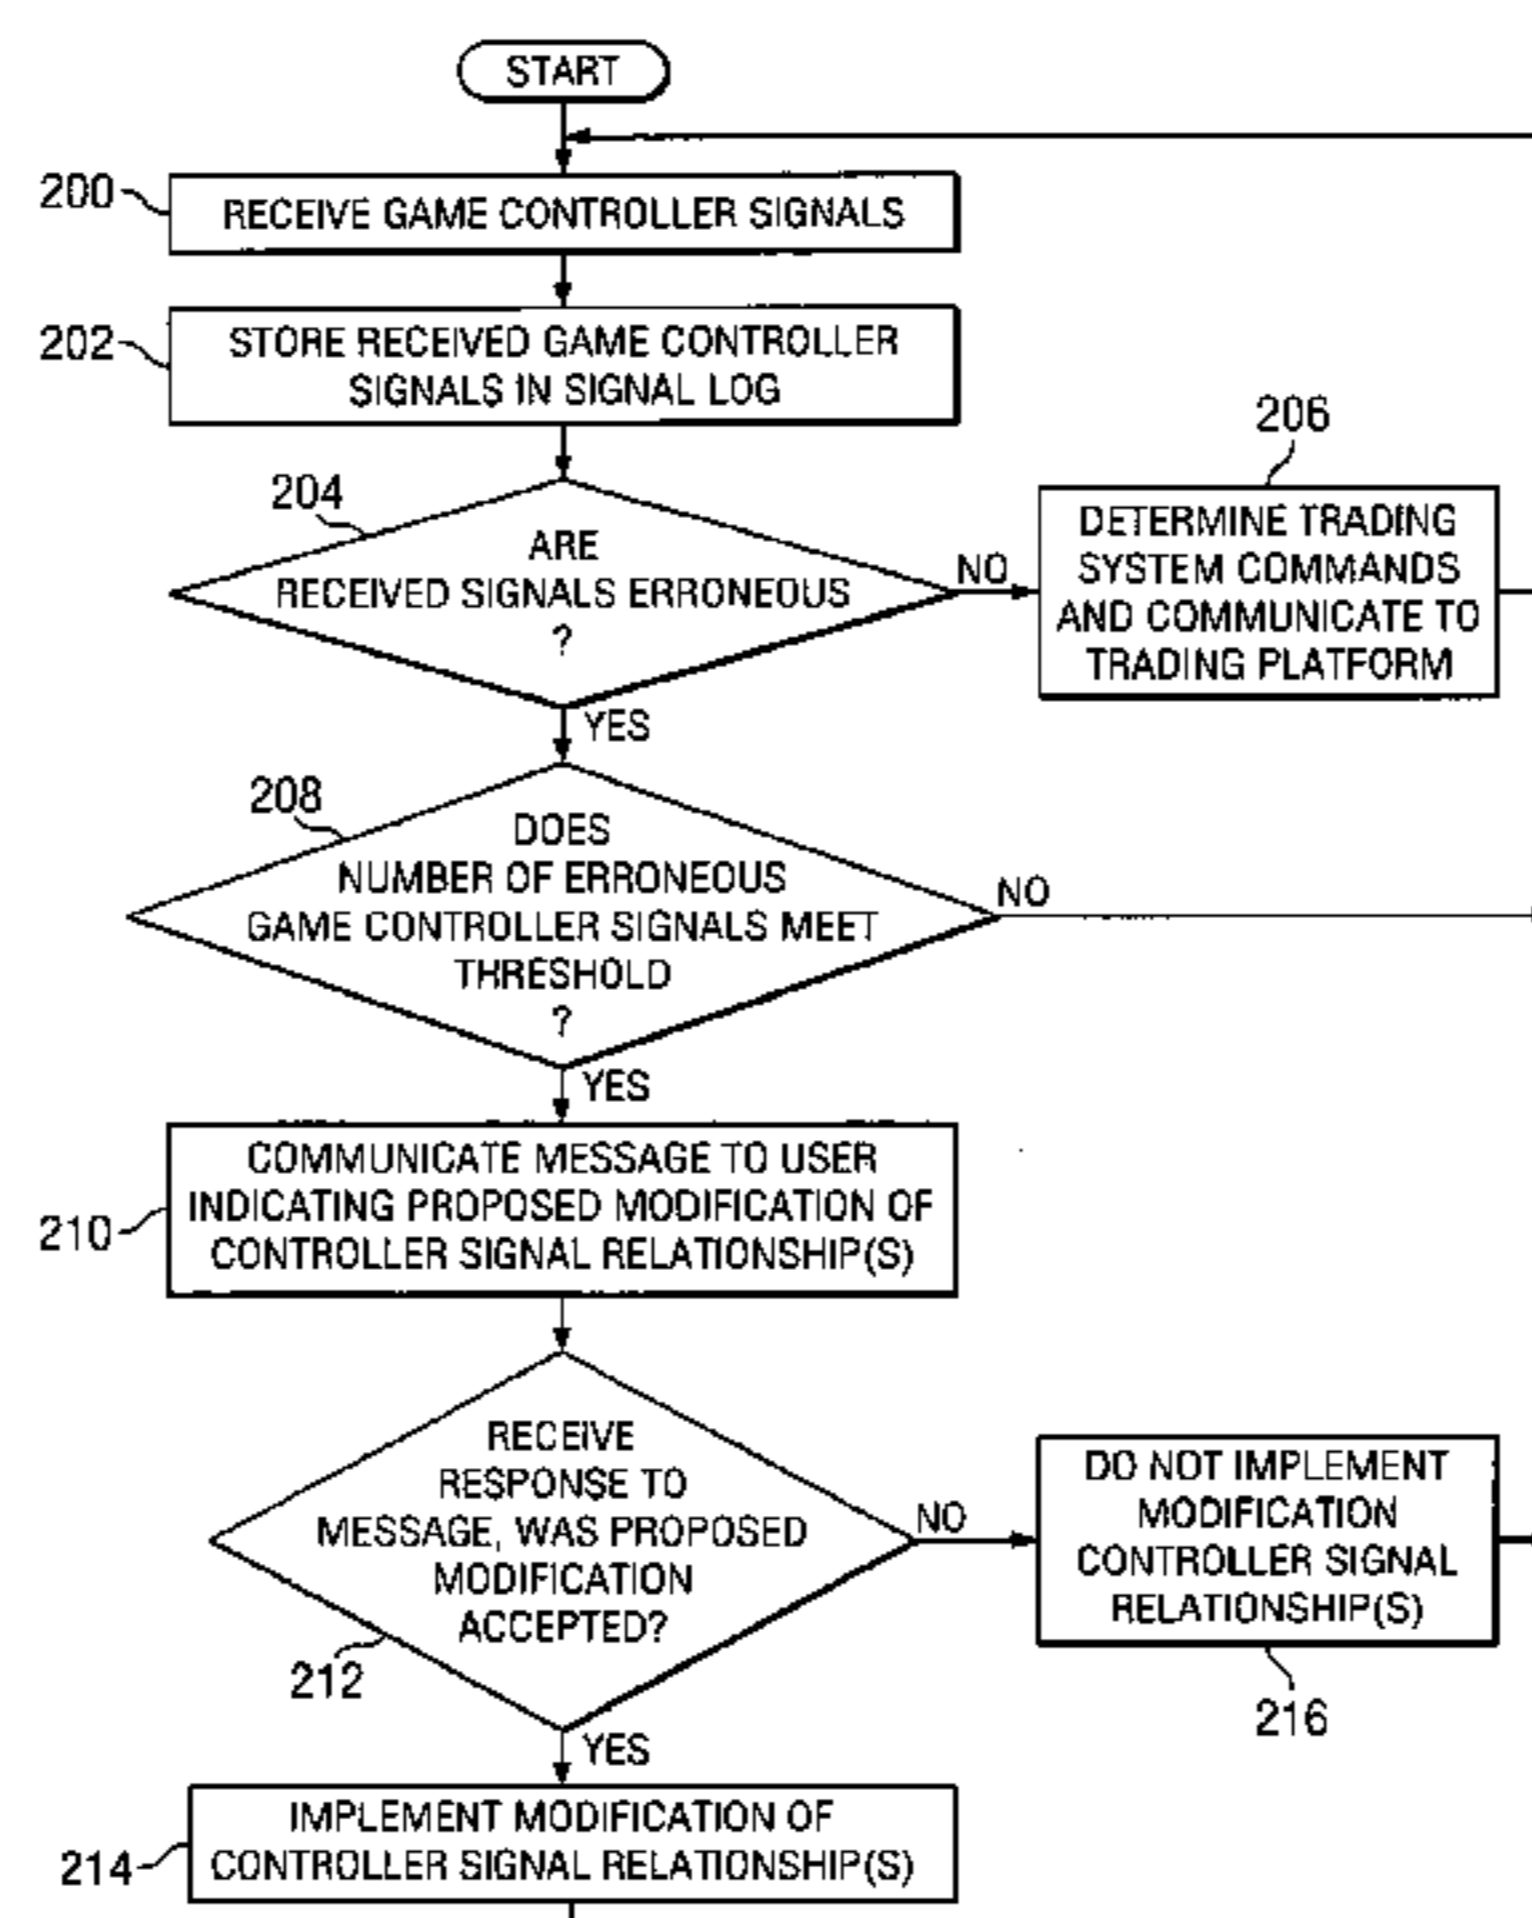 START
200
RECEIVE GAME CONTROLLER SIGNALS
202
STORE RECEIVED GAME CONTROLLER
SIGNALS IN SIGNAL LOG
204
ARE
RECEIVED SIGNALS ERRONEOUS
?
NO
206
DETERMINE TRADING
SYSTEM COMMANDS
AND COMMUNICATE TO
TRADING PLATFORM
YES
208
DOES
NUMBER OF ERRONEOUS
GAME CONTROLLER SIGNALS MEET
THRESHOLD
?
NO
YES
210
COMMUNICATE MESSAGE TO USER
INDICATING PROPOSED MODIFICATION OF
CONTROLLER SIGNAL RELATIONSHIP(S)
RECEIVE
RESPONSE TO
MESSAGE, WAS PROPOSED
MODIFICATION
ACCEPTED?
212
NO
DO NOT IMPLEMENT
MODIFICATION
CONTROLLER SIGNAL
RELATIONSHIP(S)
216
YES
214
IMPLEMENT MODIFICATION OF
CONTROLLER SIGNAL RELATIONSHIP(S)